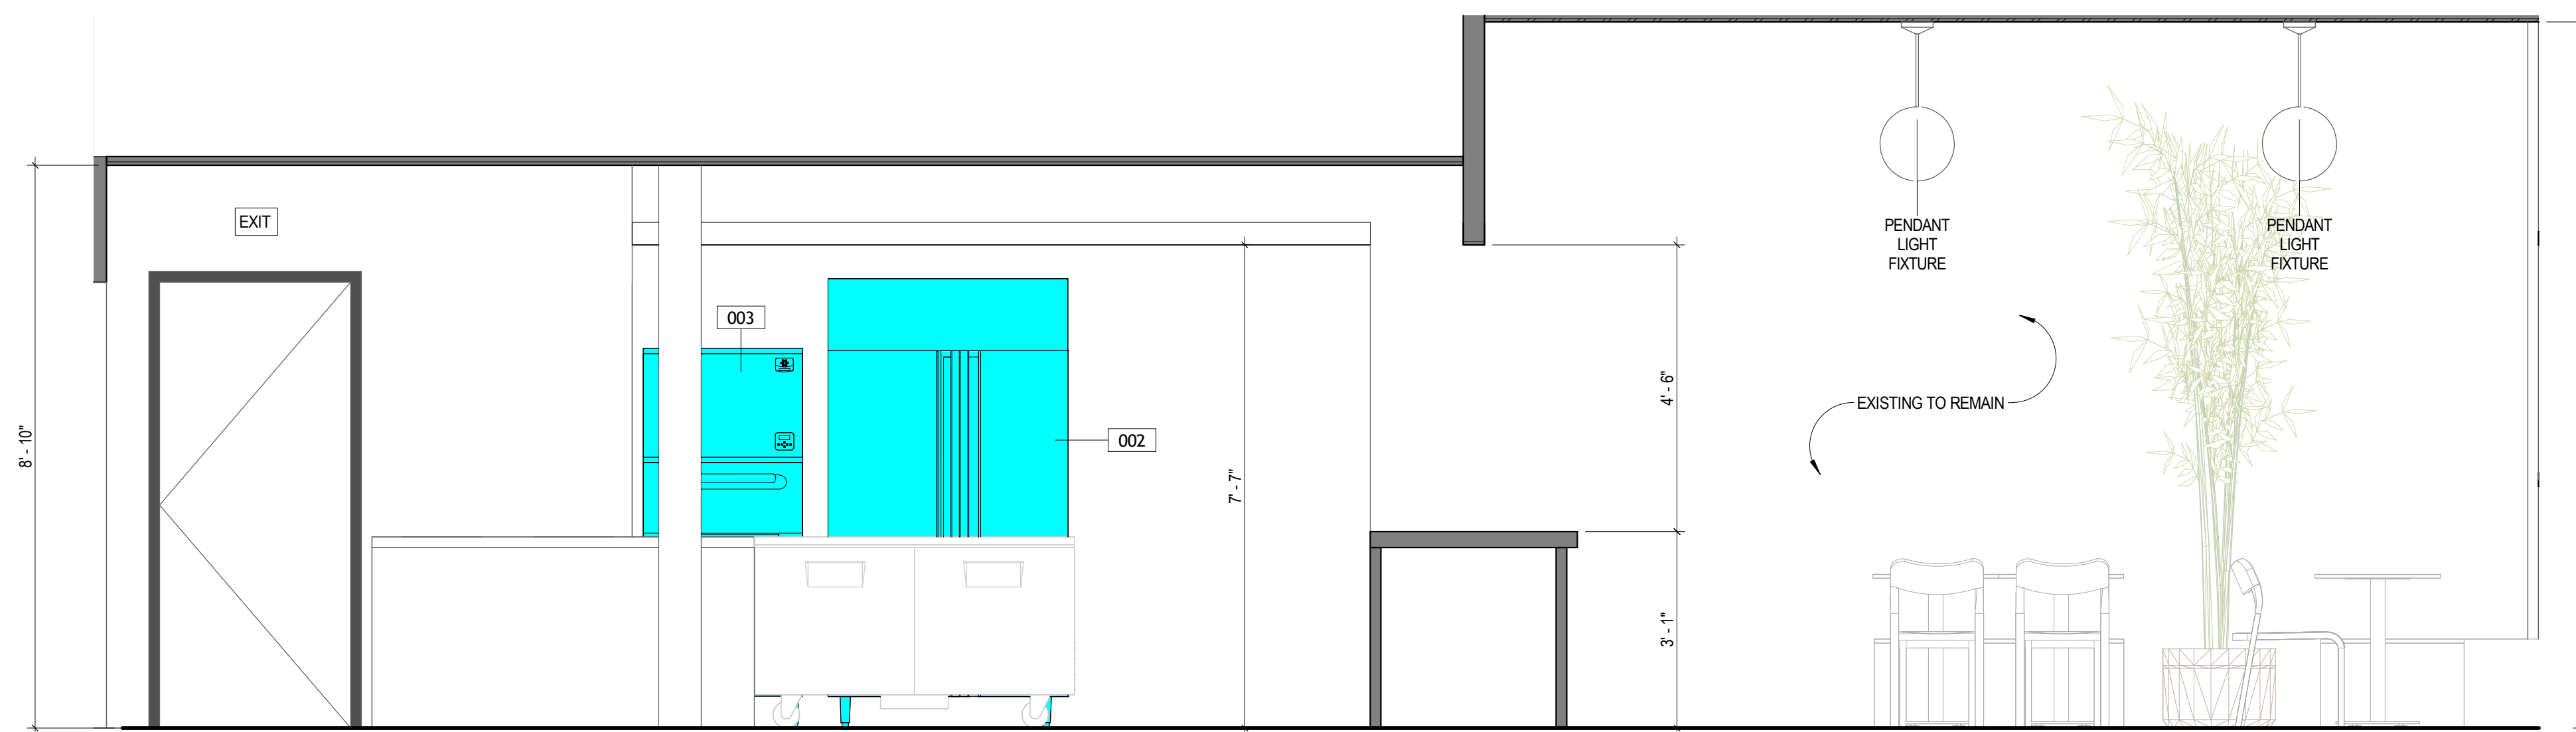 EXIT
PENDANT
LIGHT
FIXTURE
PENDANT
LIGHT
FIXTURE
003
4' - 6"
EXISTING TO REMAIN
8' - 10"
002
7' - 7"
3' - 1"